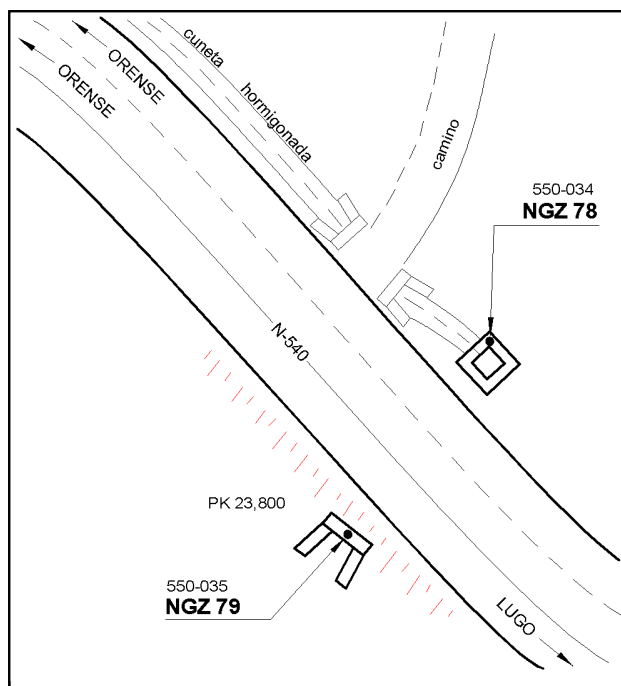 cuneta
hormigonada
ORENSE
ORENSE
camino
550-034
NGZ 78
N-540
PK 23,800
550-035
NGZ 79
LUGO